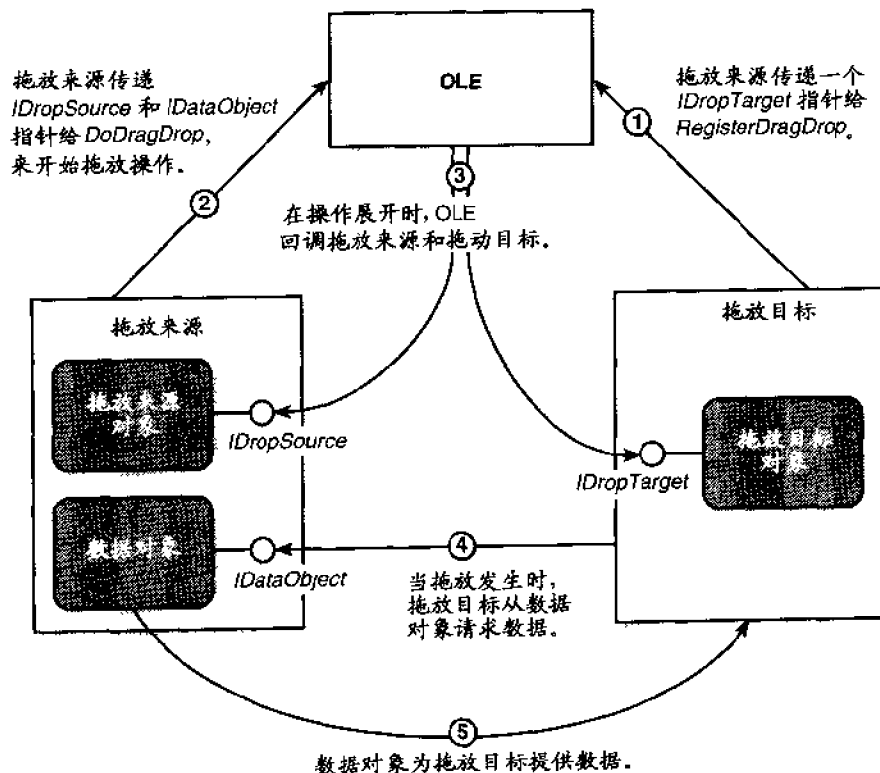 拖放来源传递
IDropSource 和 IDataObject
指针给 DoDragDrop,
来开始拖放操作。
②
OLE
拖放来源传递一个
IDropTarget 指针给
RegisterDragDrop。
①
③
在操作展开时,OLE
回调拖放来源和拖动目标。
拖放来源
拖放来源
对象
IDropSource
数据对象
IDataObject
拖放目标
拖放目标
对象
IDropTarget
④
当拖放发生时,
拖放目标从数据
对象请求数据。
⑤
数据对象为拖放目标提供数据。